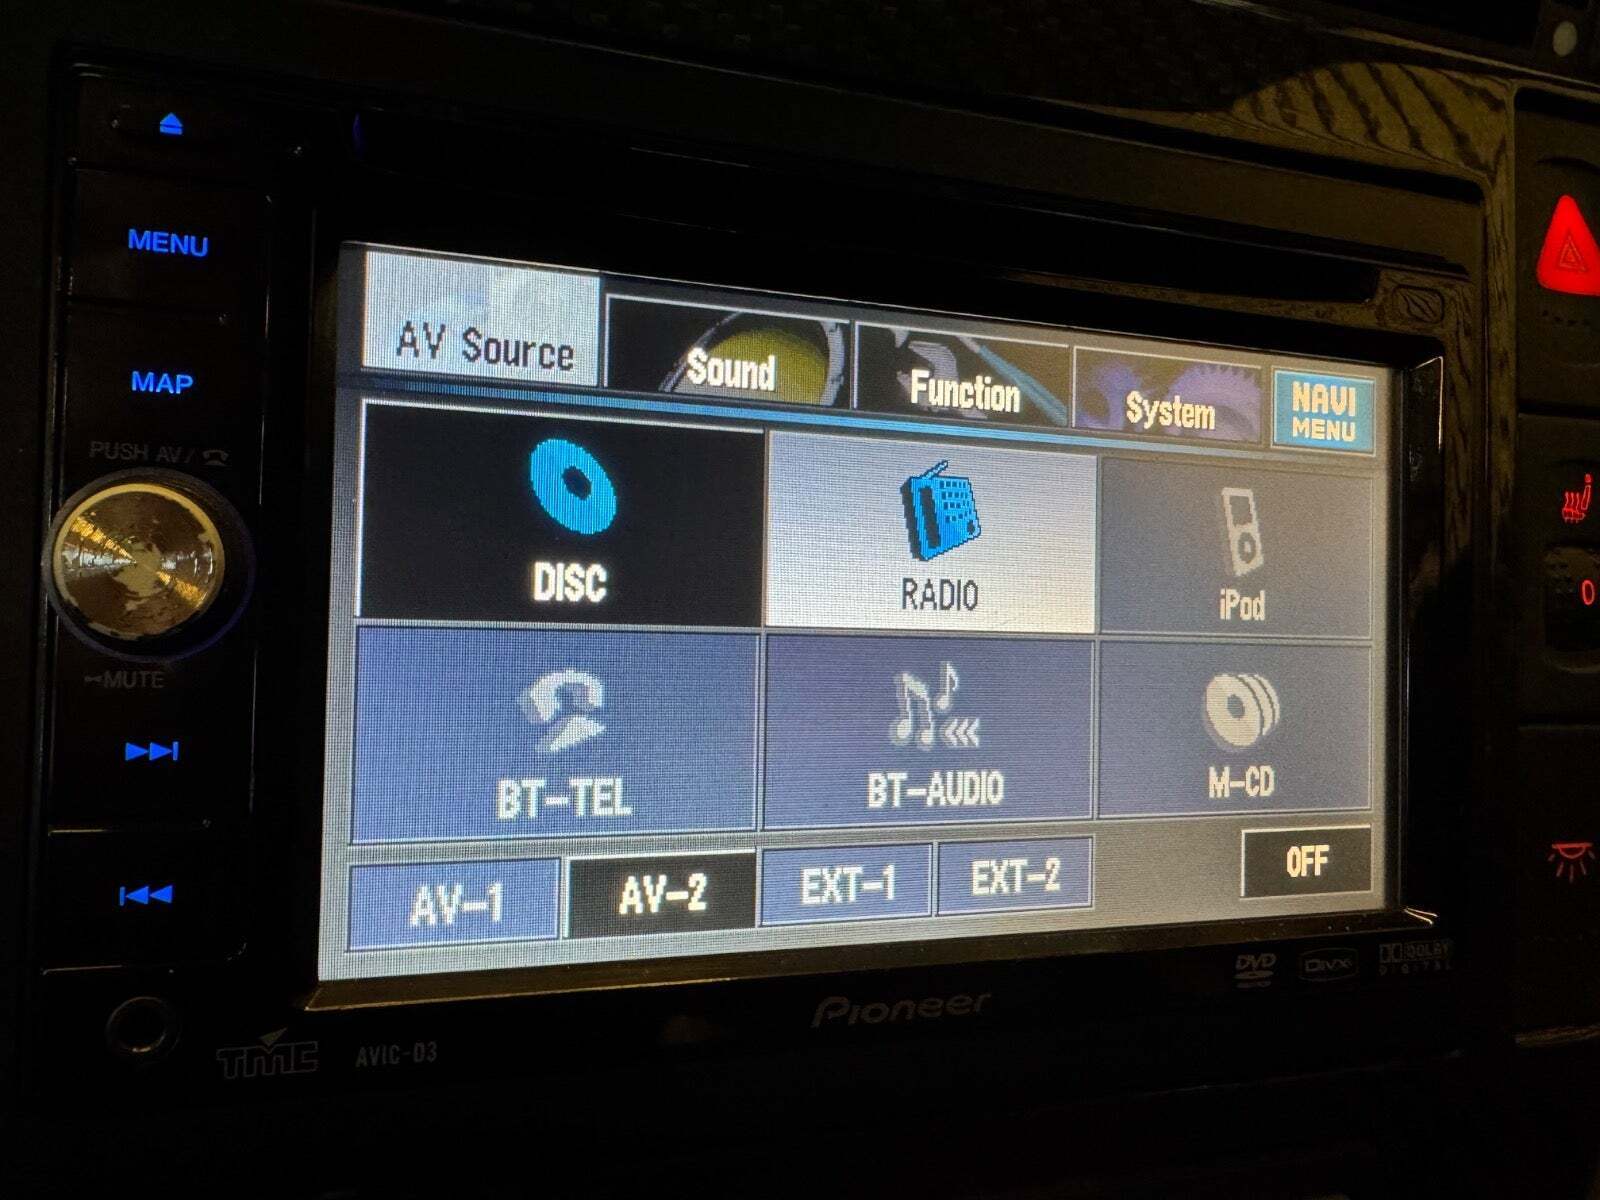 MENU
MAP
PUSH AV/
MUTE
AV Source
Sound
Function
System
NAVI
MENU
DISC
RADIO
iPod
BT-TEL
BT-AUDIO
M-CD
AV-1
AV-2
EXT-1
EXT-2
OFF
TMC
AVIC-D3
Pioneer
DVD
DivX
DOLBY
DIGITAL
0